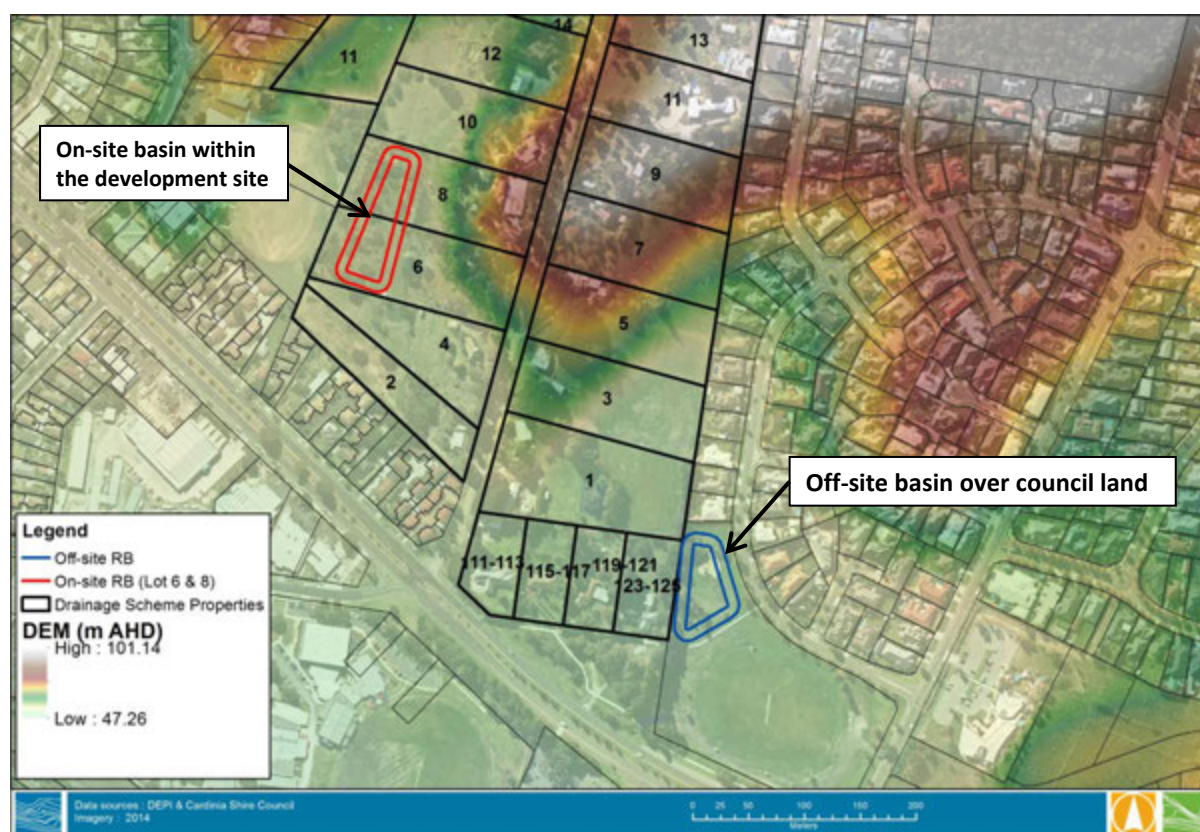 14
13
12
11
11
10
9
8
7
6
5
4
3
2
1
On-site basin within
the development site
Off-site basin over council land
111-113
115-117
119-121
123-125
Legend
Off-site RB
On-site RB (Lot 6 & 8)
Drainage Scheme Properties
DEM (m AHD)
High : 101.14
Low : 47.26
Data sources : DEPI & Cardinia Shire Council
Imagery : 2014
0 25 50 100 150 200
Meters